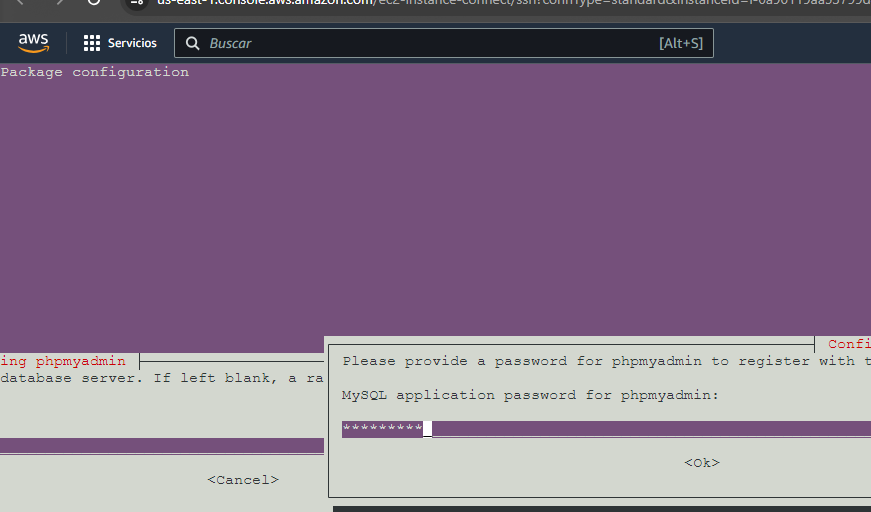 us-east-1.console.aws.amazon.com/ec2-instance-connect/ssh?connType=standard&instanceId=i-0a90119aa93799d
aws
Servicios
Buscar
[Alt+S]
Package configuration
Confi
ing phpmyadmin
Please provide a password for phpmyadmin to register with t
database server. If left blank, a ra
MySQL application password for phpmyadmin:
*********
<Ok>
<Cancel>